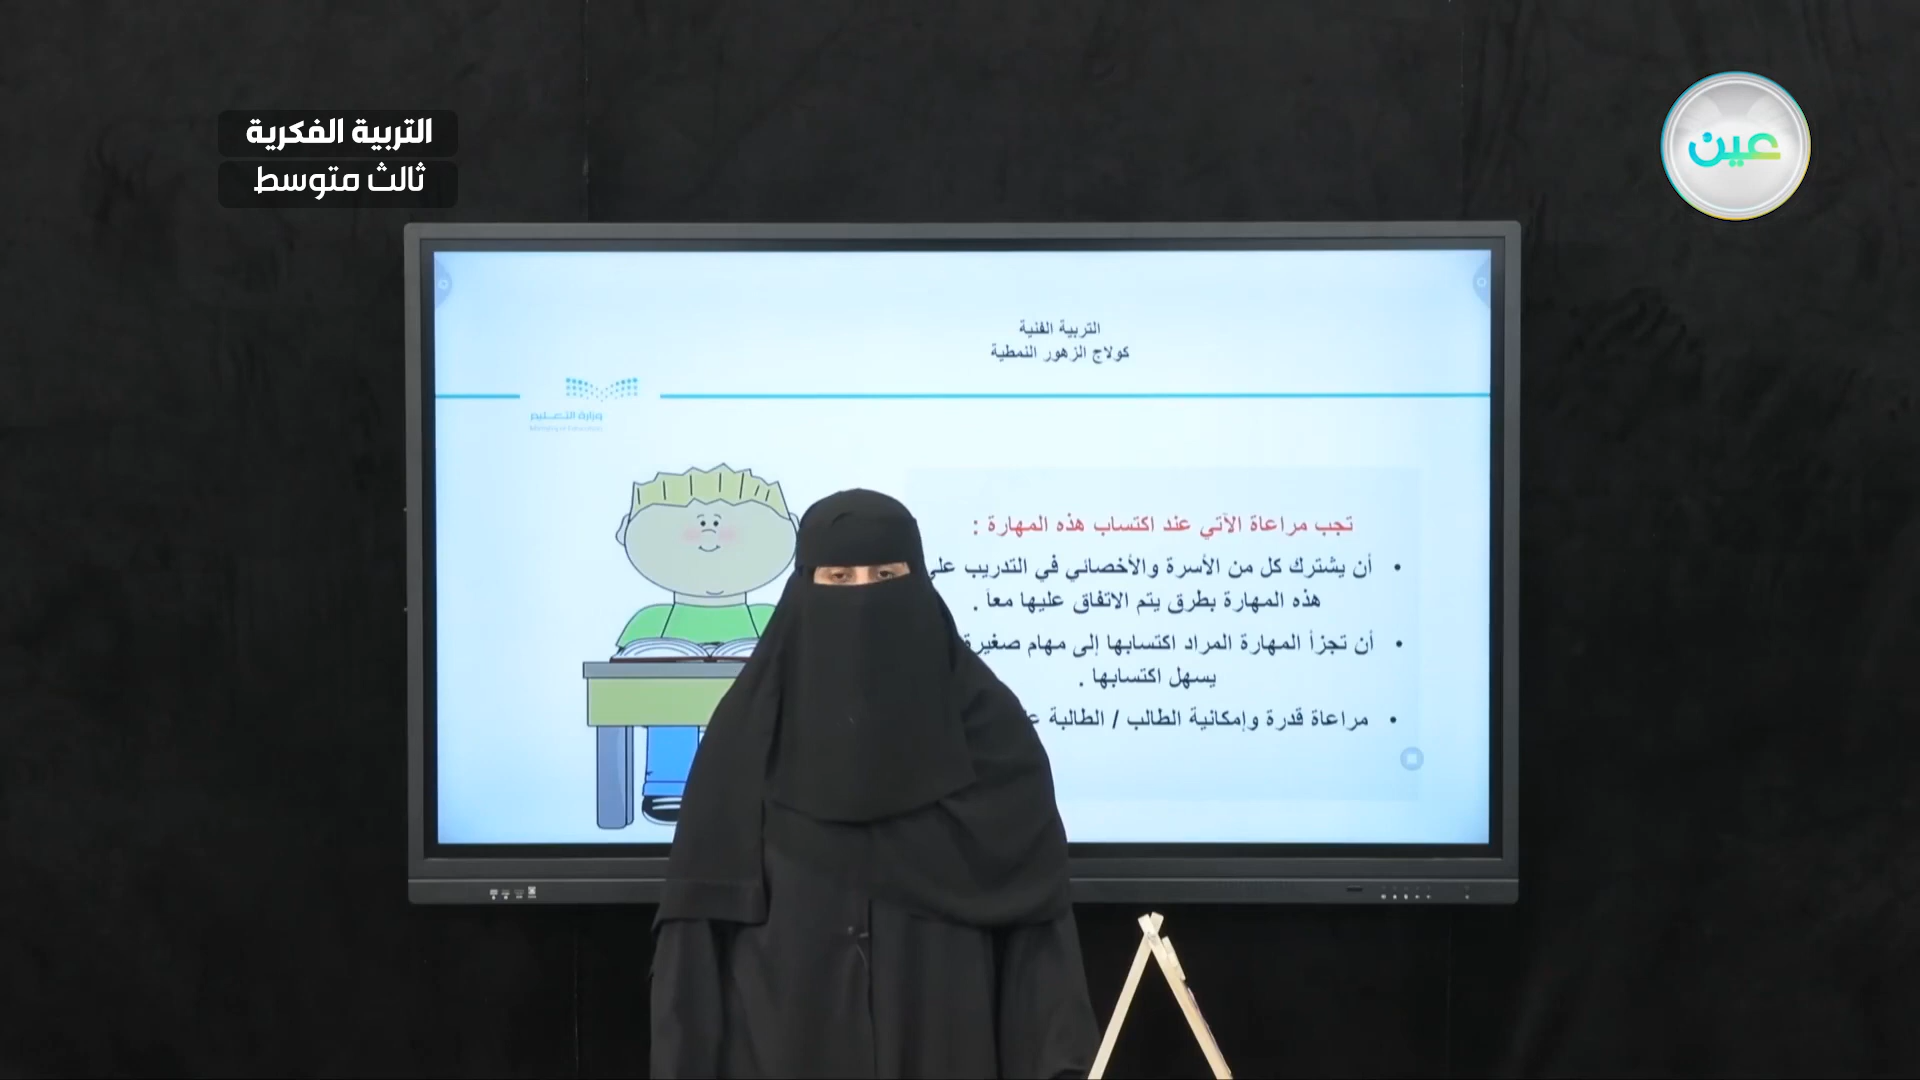 التربية الفكرية
ثالث متوسط
عين
التربية الفنية
كولاج الزهور النمطية
وزارة التعليم
تجب مراعاة الآتي عند اكتساب هذه المهارة :
• أن يشترك كل من الأسرة والأخصائي في التدريب على
هذه المهارة بطرق يتم الاتفاق عليها معاً .
• أن تجزأ المهارة المراد اكتسابها إلى مهام صغيرة
يسهل اكتسابها .
• مراعاة قدرة وإمكانية الطالب / الطالبة